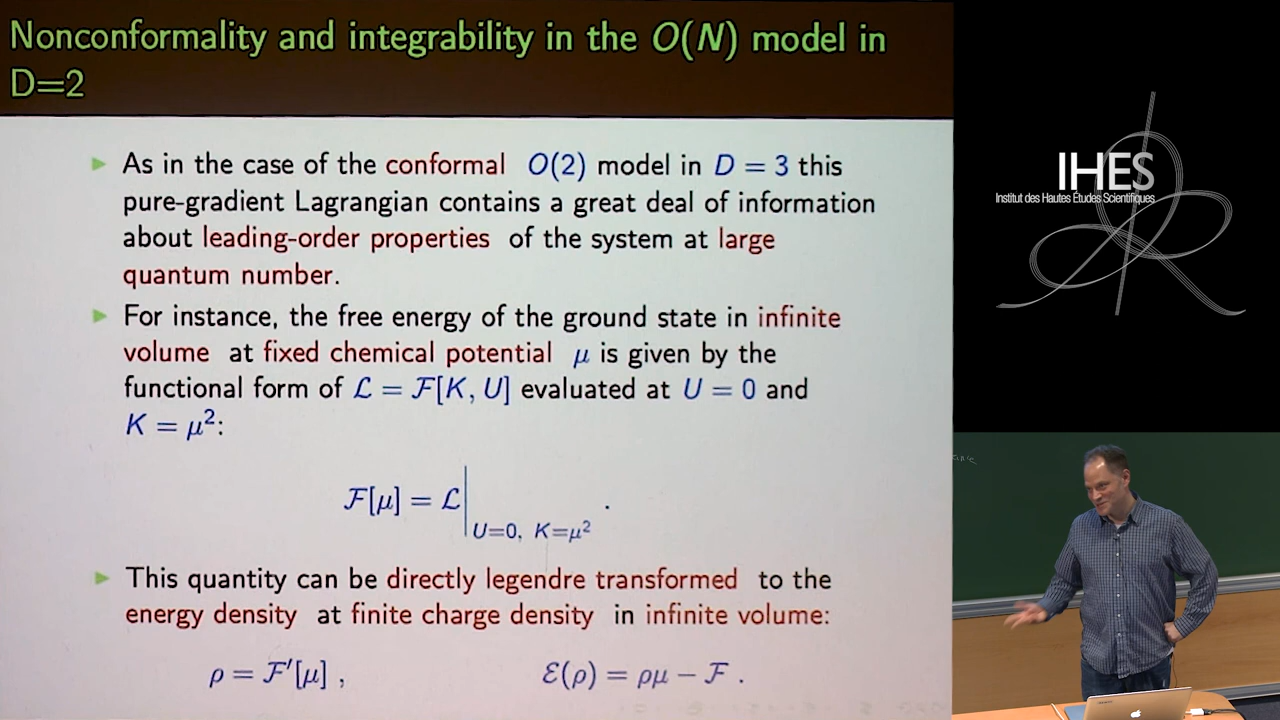 Nonconformality and integrability in the O(N) model in
D=2
As in the case of the conformal O(2) model in D = 3 this
pure-gradient Lagrangian contains a great deal of information
about leading-order properties of the system at large
quantum number.
For instance, the free energy of the ground state in infinite
volume at fixed chemical potential μ is given by the
functional form of ℒ = ℱ[K, U] evaluated at U = 0 and
K = μ²:
ℱ[μ] = ℒ|U=0, K=μ² .
This quantity can be directly legendre transformed to the
energy density at finite charge density in infinite volume:
ρ = ℱ′[μ] , ℰ(ρ) = ρμ − ℱ .
IHES
Institut des Hautes Études Scientifiques